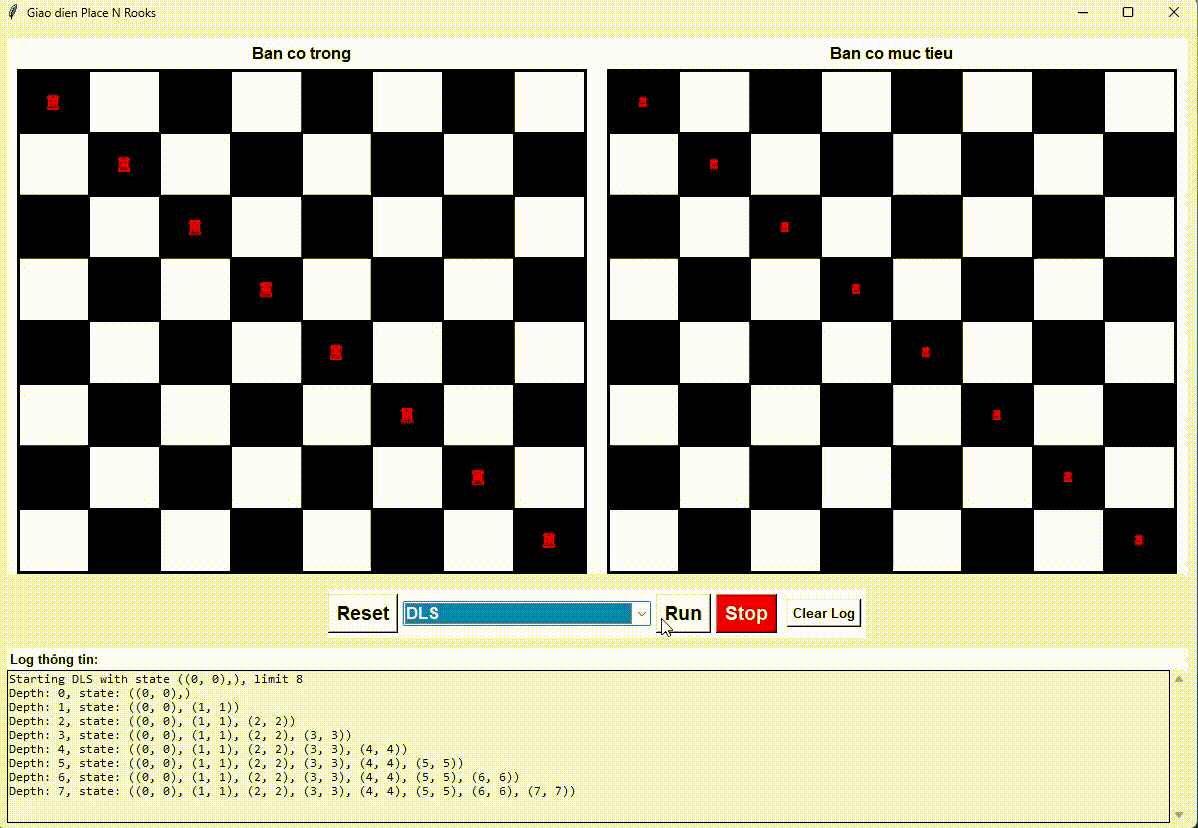 Giao dien Place N Rooks
Ban co trong
Ban co muc tieu
Reset
DLS
Run
Stop
Clear Log
Log thông tin:
Starting DLS with state ((0, 0),), limit 8
Depth: 0, state: ((0, 0),)
Depth: 1, state: ((0, 0), (1, 1))
Depth: 2, state: ((0, 0), (1, 1), (2, 2))
Depth: 3, state: ((0, 0), (1, 1), (2, 2), (3, 3))
Depth: 4, state: ((0, 0), (1, 1), (2, 2), (3, 3), (4, 4))
Depth: 5, state: ((0, 0), (1, 1), (2, 2), (3, 3), (4, 4), (5, 5))
Depth: 6, state: ((0, 0), (1, 1), (2, 2), (3, 3), (4, 4), (5, 5), (6, 6))
Depth: 7, state: ((0, 0), (1, 1), (2, 2), (3, 3), (4, 4), (5, 5), (6, 6), (7, 7))